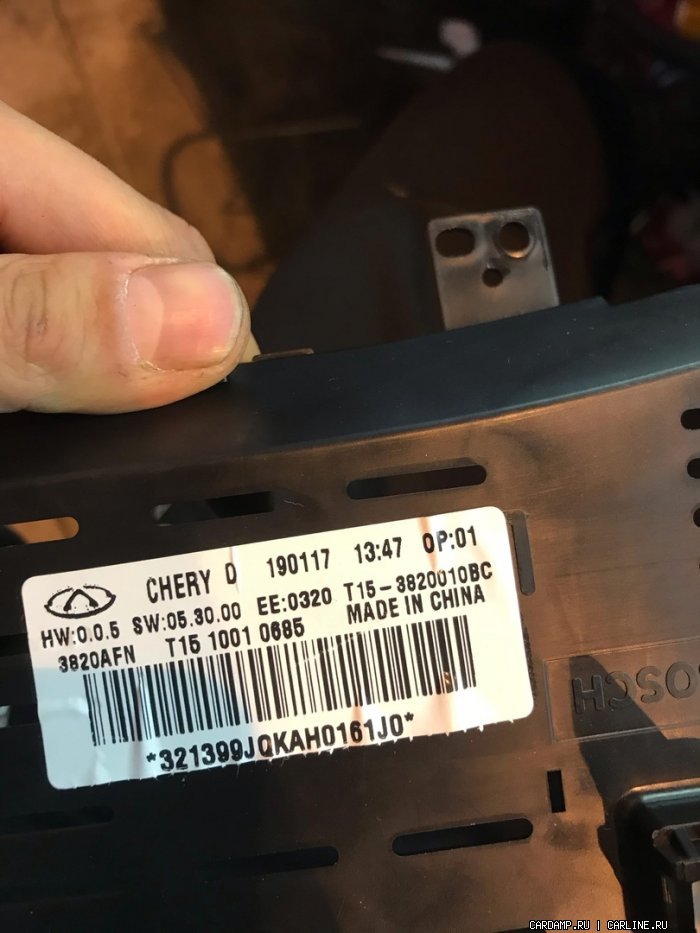 CHERY D 190117 13:47 OP:01
HW:0.0.5 SW:05.30.00 EE:0320 T15-3820010BC
3820AFN T15 1001 0685 MADE IN CHINA
*321399JQKAH0161J0*
BOSCH
CARDAMP.RU | CARLINE.RU